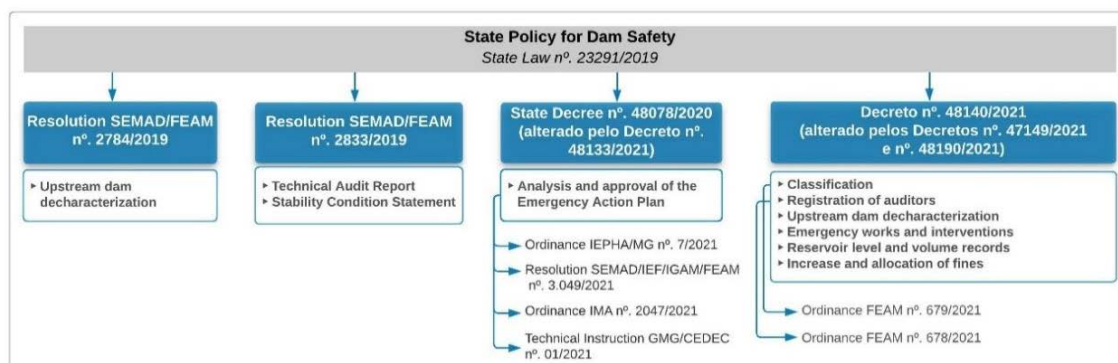 State Policy for Dam Safety
State Law nº. 23291/2019
Resolution SEMAD/FEAM
nº. 2784/2019
▸ Upstream dam
decharacterization
Resolution SEMAD/FEAM
nº. 2833/2019
▸ Technical Audit Report
▸ Stability Condition Statement
State Decree nº. 48078/2020
(alterado pelo Decreto nº.
48133/2021)
▸ Analysis and approval of the
Emergency Action Plan
Ordinance IEPHA/MG nº. 7/2021
Resolution SEMAD/IEF/IGAM/FEAM
nº. 3.049/2021
Ordinance IMA nº. 2047/2021
Technical Instruction GMG/CEDEC
nº. 01/2021
Decreto nº. 48140/2021
(alterado pelos Decretos nº. 47149/2021
e nº. 48190/2021)
▸ Classification
▸ Registration of auditors
▸ Upstream dam decharacterization
▸ Emergency works and interventions
▸ Reservoir level and volume records
▸ Increase and allocation of fines
Ordinance FEAM nº. 679/2021
Ordinance FEAM nº. 678/2021